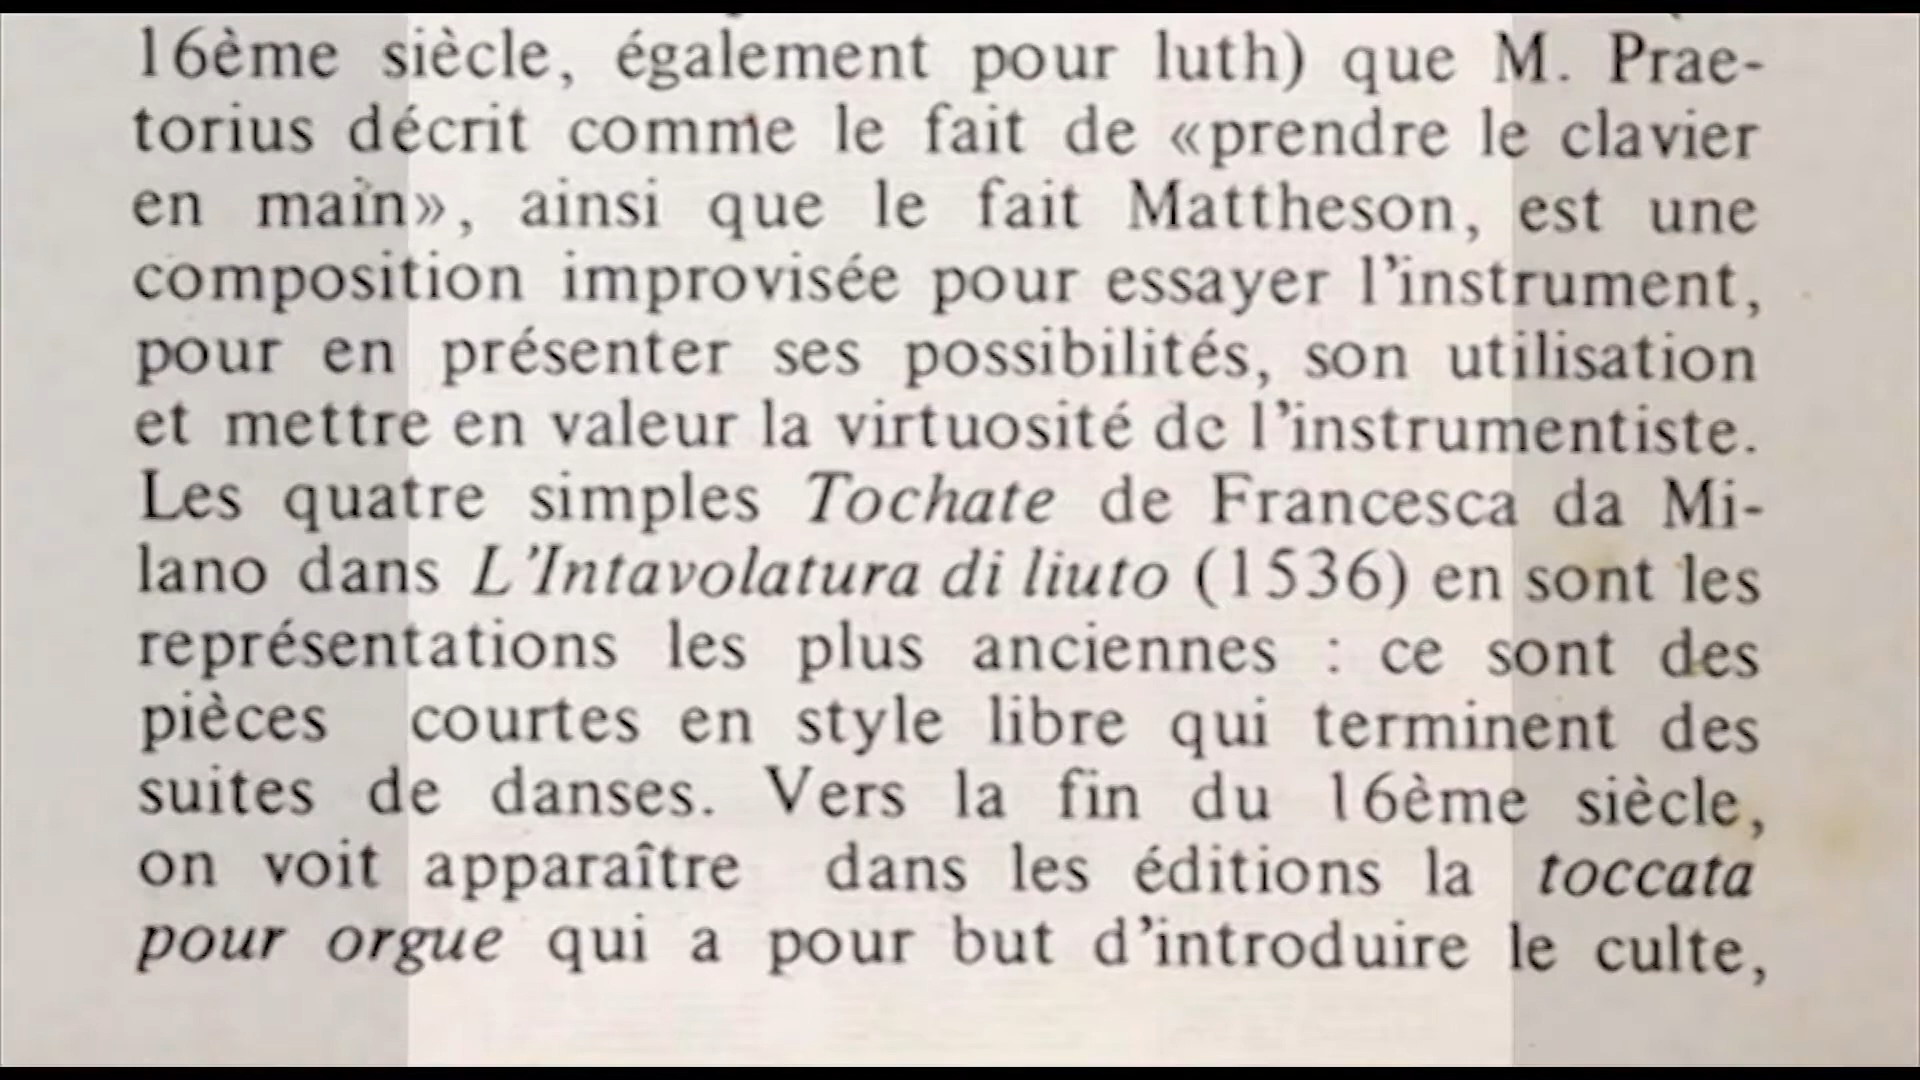 16ème siècle, également pour luth) que M. Prae-
torius décrit comme le fait de «prendre le clavier
en main», ainsi que le fait Mattheson, est une
composition improvisée pour essayer l'instrument,
pour en présenter ses possibilités, son utilisation
et mettre en valeur la virtuosité de l'instrumentiste.
Les quatre simples Tochate de Francesca da Mi-
lano dans L'Intavolatura di liuto (1536) en sont les
représentations les plus anciennes : ce sont des
pièces courtes en style libre qui terminent des
suites de danses. Vers la fin du 16ème siècle,
on voit apparaître dans les éditions la toccata
pour orgue qui a pour but d'introduire le culte,